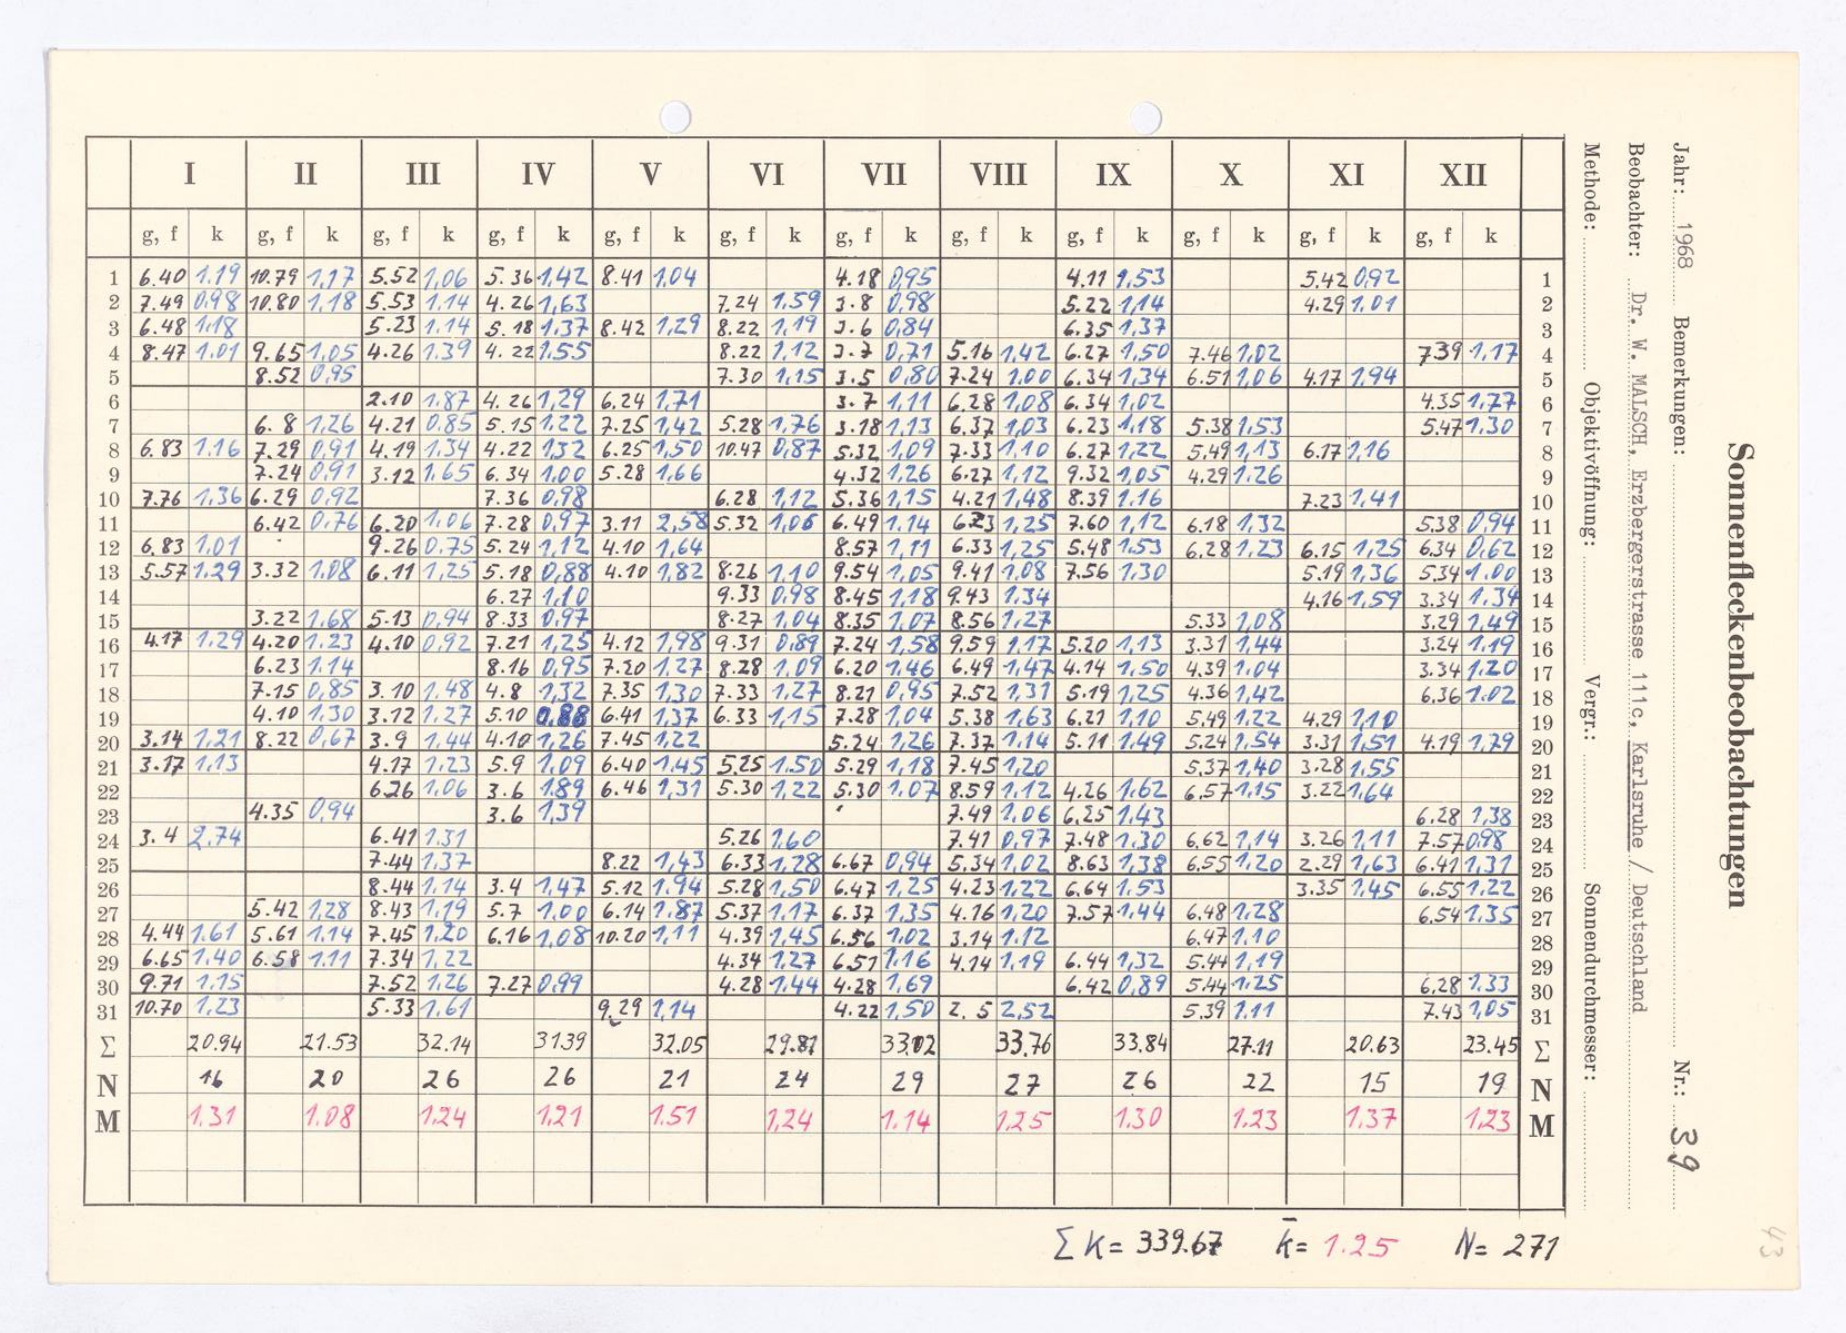 I II III IV V VI VII VIII IX X XI XII
g, f k g, f k g, f k g, f k g, f k g, f k g, f k g, f k g, f k g, f k g, f k g, f k
1 6.40 1.19 10.79 1,17 5.52 1,06 5.36 1,42 8.41 1,04 4.18 0,95 4.11 1,53 5.42 0,92 1
2 7.49 0.98 10.80 1,18 5.53 1.14 4.26 1,63 7.24 1.59 3.8 0,98 5.22 1,14 4.29 1,01 2
3 6.48 1.18 5.23 1.14 5.18 1.37 8.42 1,29 8.22 1,19 3.6 0,84 6.35 1,37 3
4 8.47 1.01 9.65 1,05 4.26 1.39 4.22 1.55 8.22 1,12 3.7 0,71 5.16 1,42 6.27 1,50 7.46 1,02 7.39 1,17 4
5 8.52 0,95 7.30 1,15 3.5 0,80 7.24 1.00 6.34 1,34 6.51 1,06 4.17 1,94 5
6 2.10 1.87 4.26 1,29 6.24 1,71 3.7 1,11 6.28 1,08 6.34 1,02 4.35 1,77 6
7 6.8 1,26 4.21 0,85 5.15 1,22 7.25 1,42 5.28 1,76 3.18 1,13 6.37 1,03 6.23 1,18 5.38 1,53 5.47 1.30 7
8 6.83 1.16 7.29 0,91 4.19 1,34 4.22 1,32 6.25 1,50 10.47 0,87 5.32 1,09 7.33 1,10 6.27 1,22 5,49 1,13 6.17 1,16 8
9 7.24 0,91 3.12 1,65 6.34 1,00 5.28 1,66 4.32 1,26 6.27 1,12 9.32 1,05 4.29 1.26 9
10 7.76 1,36 6.29 0,92 7.36 0,98 6.28 1,12 5.36 1,15 4.21 1,48 8.39 1.16 7.23 1,41 10
11 6.42 0,76 6.20 1.06 7.28 0,97 3.11 2,58 5.32 1,06 6.49 1.14 6.23 1,25 7.60 1,12 6.18 1,32 5.38 0,94 11
12 6.83 1,01 9.26 0.75 5.24 1,12 4.10 1,64 8.57 1,11 6.33 1,25 5.48 1.53 6.28 1,23 6.15 1,25 6.34 0,62 12
13 5.57 1.29 3.32 1.08 6.11 1,25 5.18 0,88 4.10 1,82 8.26 1,10 9.54 1,05 9.41 1,08 7.56 1,30 5.19 1,36 5.34 1.00 13
14 6.27 1,10 9.33 0,98 8.45 1,18 9.43 1.34 4.16 1,59 3.34 1.34 14
15 3.22 1,68 5.13 0,94 8.33 0,97 8.27 1,04 8.35 1,07 8.56 1,27 5.33 1,08 3.29 1,49 15
16 4.17 1,29 4.20 1.23 4.10 0,92 7.21 1,25 4.12 1,98 9.31 0,89 7.24 1,58 9.59 1,17 5.20 1,13 3.31 1,44 3.24 1.19 16
17 6.23 1.14 8.16 0,95 7.20 1,27 8.28 1,09 6.20 1,46 6.49 1,47 4.14 1,50 4.39 1.04 3.34 1,20 17
18 7.15 0,85 3.10 1,48 4.8 1,32 7.35 1,30 7.33 1,27 8.21 0,95 7.52 1,31 5.19 1,25 4.36 1,42 6,36 1.02 18
19 4.10 1,30 3.12 1,27 5.10 0,88 6.41 1,37 6.33 1,15 7.28 1,04 5.38 1,63 6.21 1,10 5,49 1.22 4.29 1,10 19
20 3.14 1,21 8.22 0,67 3.9 1,44 4.10 1,26 7.45 1,22 5.24 1,26 7.37 1.14 5.11 1,49 5.24 1,54 3.31 1,51 4.19 1,79 20
21 3.17 1,13 4.17 1,23 5.9 1,09 6.40 1,45 5.25 1.50 5.29 1,18 7.45 1,20 5,37 1,40 3.28 1.55 21
22 6.26 1,06 3.6 1.89 6.46 1,31 5.30 1,22 5.30 1,07 8.59 1,12 4.26 1,62 6,57 1,15 3.22 1,64 22
23 4.35 0,94 3.6 1,39 7.49 1.06 6,25 1,43 6.28 1,38 23
24 3.4 2,74 6.41 1.31 5.26 1,60 7.41 0,97 7.48 1.30 6,62 1,14 3.26 1,11 7.57 0,98 24
25 7.44 1.37 8.22 1,43 6.33 1,28 6.67 0,94 5,34 1.02 8.63 1,38 6.55 1.20 2.29 1,63 6.41 1,31 25
26 8.44 1.14 3.4 1,47 5.12 1.94 5.28 1,50 6.47 1,25 4.23 1,22 6.64 1,53 3.35 1,45 6.55 1,22 26
27 5.42 1,28 8.43 1,19 5.7 1,00 6.14 1,87 5.37 1,17 6.37 1,35 4.16 1,20 7.57 1,44 6,48 1,28 6.54 1,35 27
28 4.44 1.61 5.61 1.14 7.45 1,20 6.16 1,08 10.20 1,11 4.39 1,45 6.56 1,02 3.14 1.12 6.47 1.10 28
29 6.65 1.40 6.58 1.11 7.34 1,22 4.34 1,27 6.51 1,16 4.14 1,19 6.44 1,32 5.44 1,19 29
30 9.71 1,15 7.52 1,26 7.27 0,99 4.28 1,44 4.28 1,69 6.42 0,89 5,44 1.25 6,28 1.33 30
31 10.70 1,23 5.33 1,61 9.29 1,14 4.22 1,50 2.5 2,52 5,39 1.11 7.43 1,05 31
Σ 20.94 21.53 32.14 31.39 32.05 29.81 33.02 33.76 33.84 27.11 20.63 23.45 Σ
N 16 20 26 26 21 24 29 27 26 22 15 19 N
M 1.31 1.08 1,24 1,21 1.51 1,24 1.14 1,25 1.30 1.23 1,37 1,23 M
Σ K = 339.67 k̄ = 1.25 N = 271
Sonnenfleckenbeobachtungen
Jahr: 1968 Bemerkungen: Nr.: 39
Beobachter: Dr. W. MALSCH, Erzbergerstrasse 111c, Karlsruhe / Deutschland
Methode: Objektivöffnung: Vergr.: Sonnendurchmesser:
43